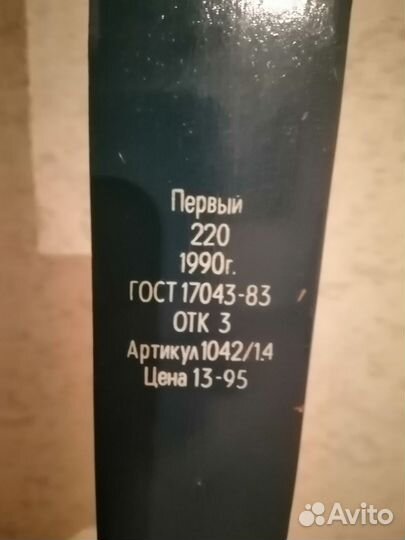 Первый
220
1990г.
ГОСТ 17043-83
ОТК 3
Артикул 1042/1.4
Цена 13-95
Avito